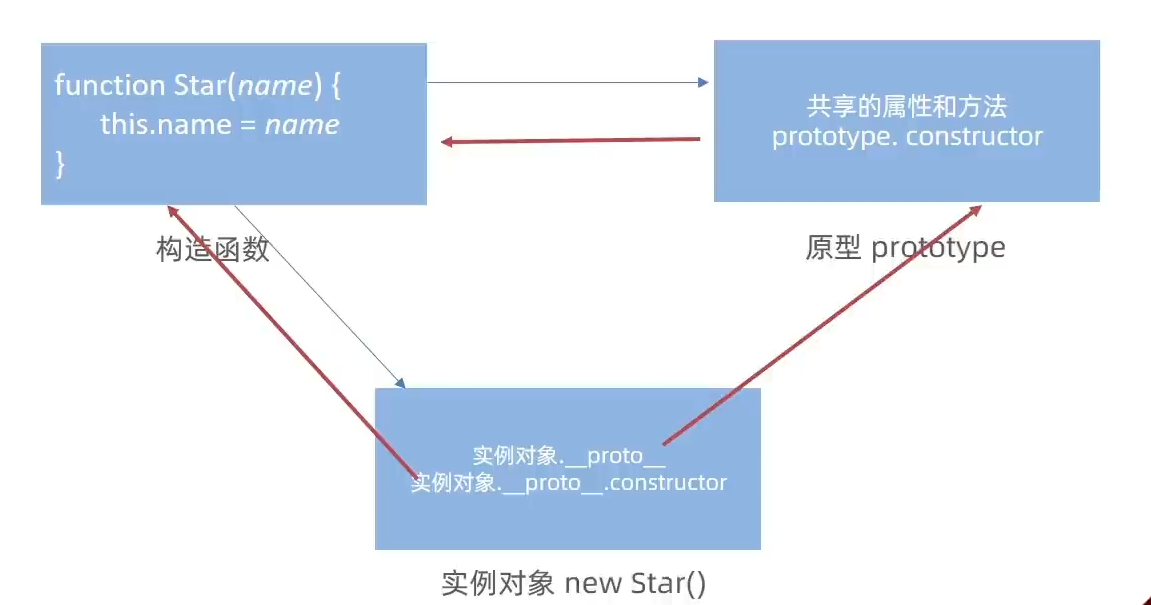 function Star(name) {
this.name = name
}
共享的属性和方法
prototype. constructor
构造函数
原型 prototype
实例对象.__proto__
实例对象.__proto__.constructor
实例对象 new Star()